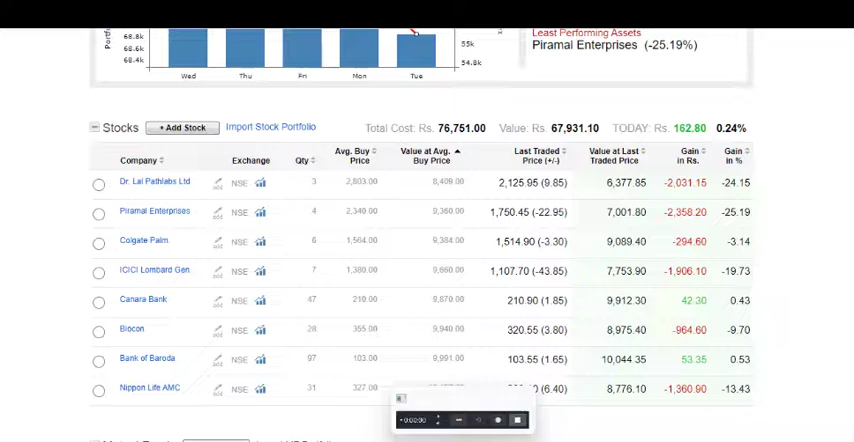 68.8k
68.6k
68.4k
55k
54.8k
Wed Thu Fri Mon Tue
Least Performing Assets
Piramal Enterprises (-25.19%)
Stocks + Add Stock Import Stock Portfolio Total Cost: Rs. 76,751.00 Value: Rs. 67,931.10 TODAY: Rs. 162.80 0.24%
Company Exchange Qty Avg. Buy Price Value at Avg. Buy Price Last Traded Price (+/-) Value at Last Traded Price Gain in Rs. Gain in %
Dr. Lal Pathlabs Ltd add NSE 3 2,803.00 8,409.00 2,125.95 (9.85) 6,377.85 -2,031.15 -24.15
Piramal Enterprises add NSE 4 2,340.00 9,360.00 1,750.45 (-22.95) 7,001.80 -2,358.20 -25.19
Colgate Palm add NSE 6 1,564.00 9,384.00 1,514.90 (-3.30) 9,089.40 -294.60 -3.14
ICICI Lombard Gen add NSE 7 1,380.00 9,660.00 1,107.70 (-43.85) 7,753.90 -1,906.10 -19.73
Canara Bank add NSE 47 210.00 9,870.00 210.90 (1.85) 9,912.30 42.30 0.43
Biocon add NSE 28 355.00 9,940.00 320.55 (3.80) 8,975.40 -964.60 -9.70
Bank of Baroda add NSE 97 103.00 9,991.00 103.55 (1.65) 10,044.35 53.35 0.53
Nippon Life AMC add NSE 31 327.00 (6.40) 8,776.10 -1,360.90 -13.43